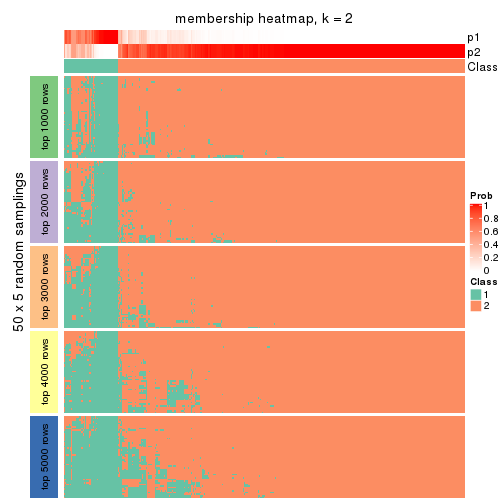 membership heatmap, k = 2
p1
p2
Class
50 x 5 random samplings
top 1000 rows
top 2000 rows
top 3000 rows
top 4000 rows
top 5000 rows
Prob
1
0.8
0.6
0.4
0.2
0
Class
1
2